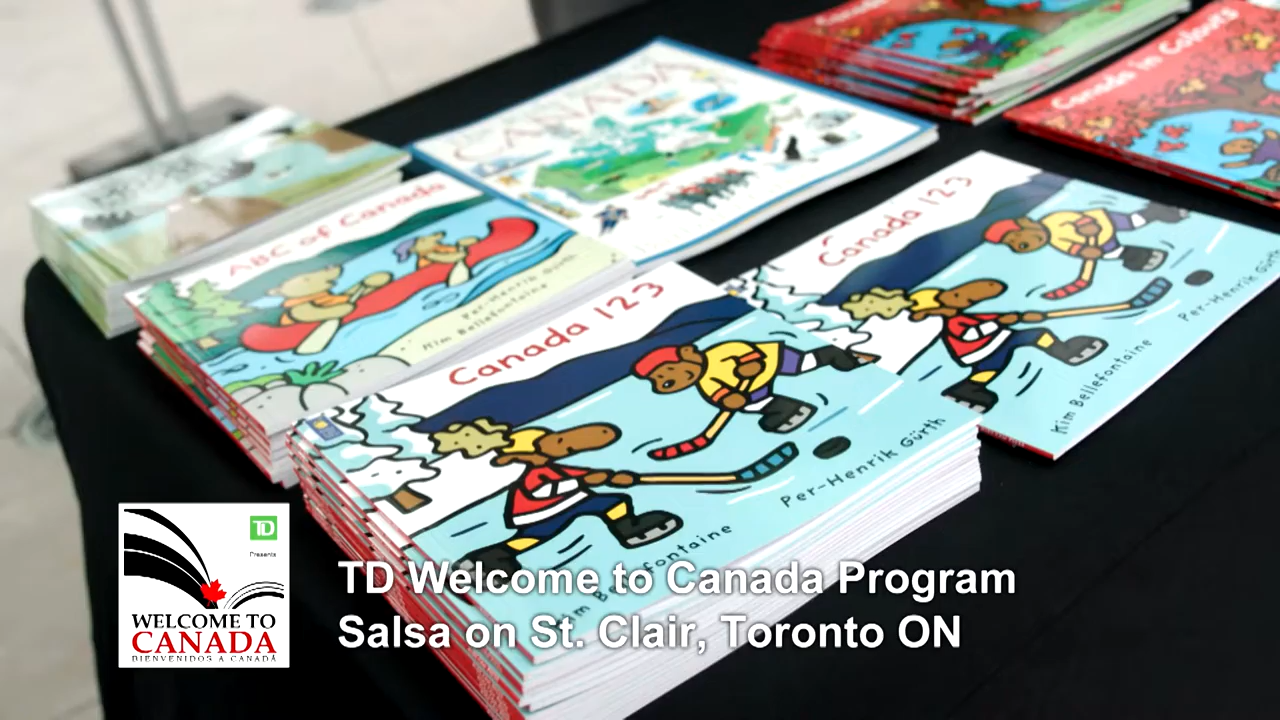 Canada
Canada in Colours
CANADA
ABC of Canada
Per-Henrik Gürth
Kim Bellefontaine
Canada 123
Per-Henrik Gürth
Kim Bellefontaine
Canada 123
Per-Henrik Gürth
Kim Bellefontaine
TD
Presents
WELCOME TO
CANADA
BIENVENIDOS A CANADÁ
TD Welcome to Canada Program
Salsa on St. Clair, Toronto ON